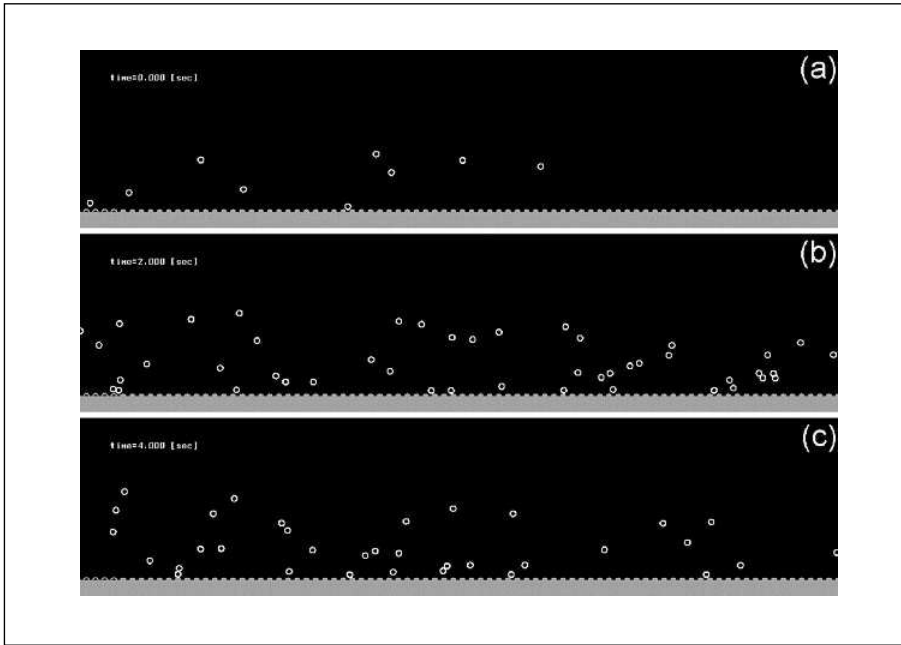 time=0.000 [sec]
(a)
time=2.000 [sec]
(b)
time=4.000 [sec]
(c)